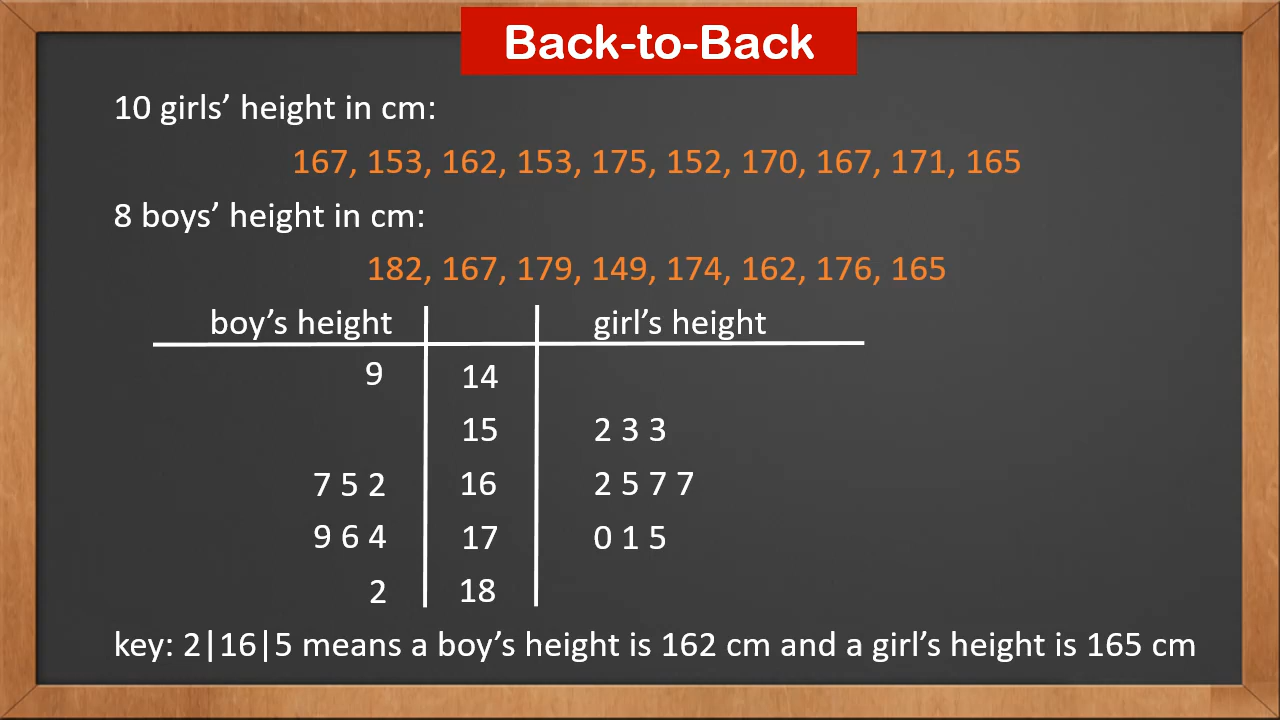 Back-to-Back
10 girls’ height in cm:
167, 153, 162, 153, 175, 152, 170, 167, 171, 165
8 boys’ height in cm:
182, 167, 179, 149, 174, 162, 176, 165
boy’s height girl’s height
9 14
15 2 3 3
7 5 2 16 2 5 7 7
9 6 4 17 0 1 5
2 18
key: 2|16|5 means a boy’s height is 162 cm and a girl’s height is 165 cm